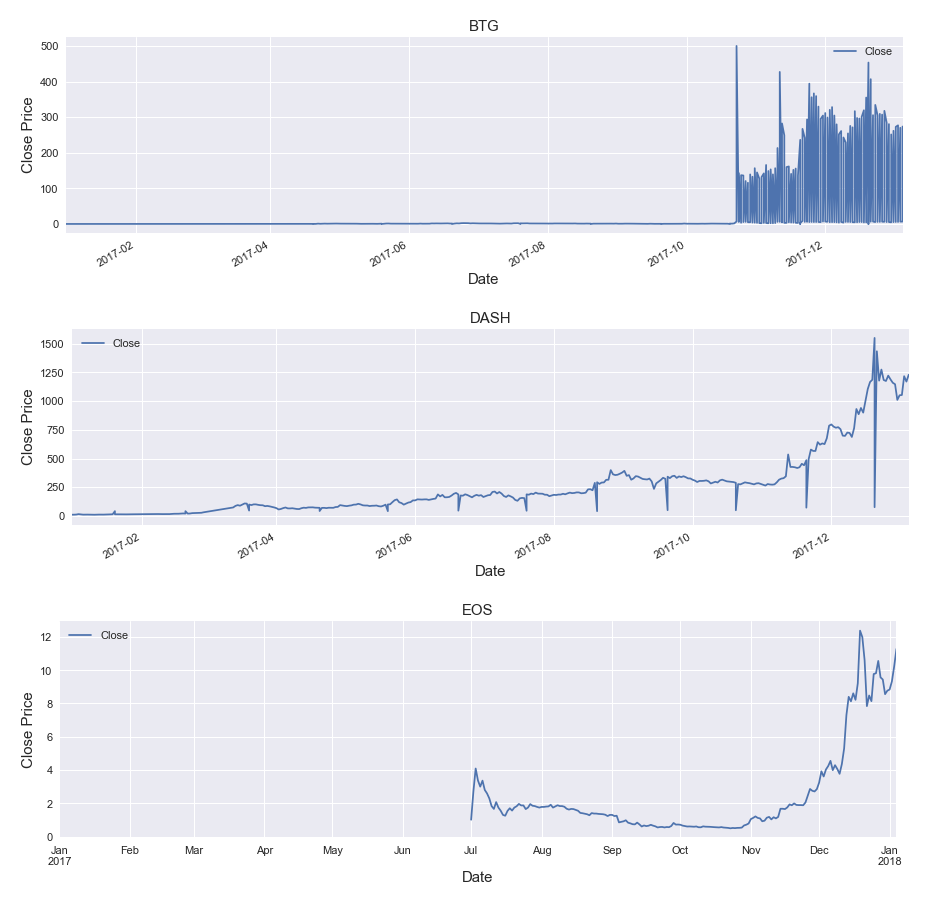 BTG
Close
500
400
300
200
100
0
Close Price
2017-02
2017-04
2017-06
2017-08
2017-10
2017-12
Date
DASH
Close
1500
1250
1000
750
500
250
0
Close Price
2017-02
2017-04
2017-06
2017-08
2017-10
2017-12
Date
EOS
Close
12
10
8
6
4
2
0
Close Price
Jan Feb Mar Apr May Jun Jul Aug Sep Oct Nov Dec Jan
2017 2018
Date